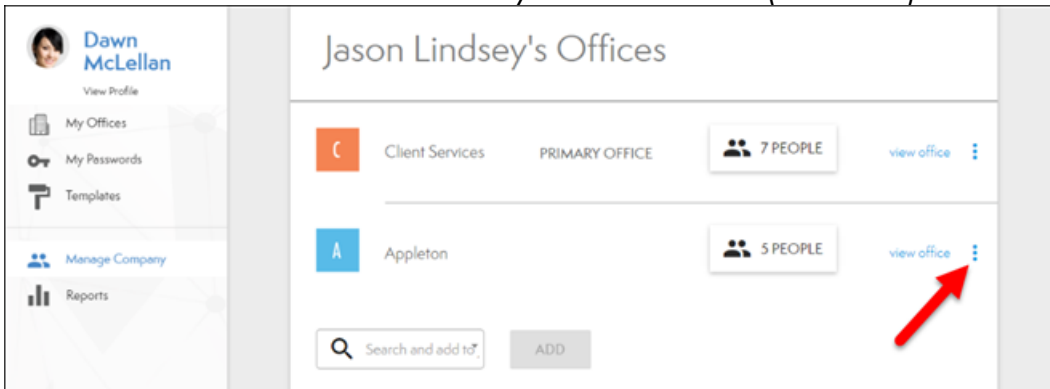 Dawn
McLellan
View Profile
My Offices
My Passwords
Templates
Manage Company
Reports
Jason Lindsey's Offices
C Client Services PRIMARY OFFICE 7 PEOPLE view office
A Appleton 5 PEOPLE view office
Search and add to ADD